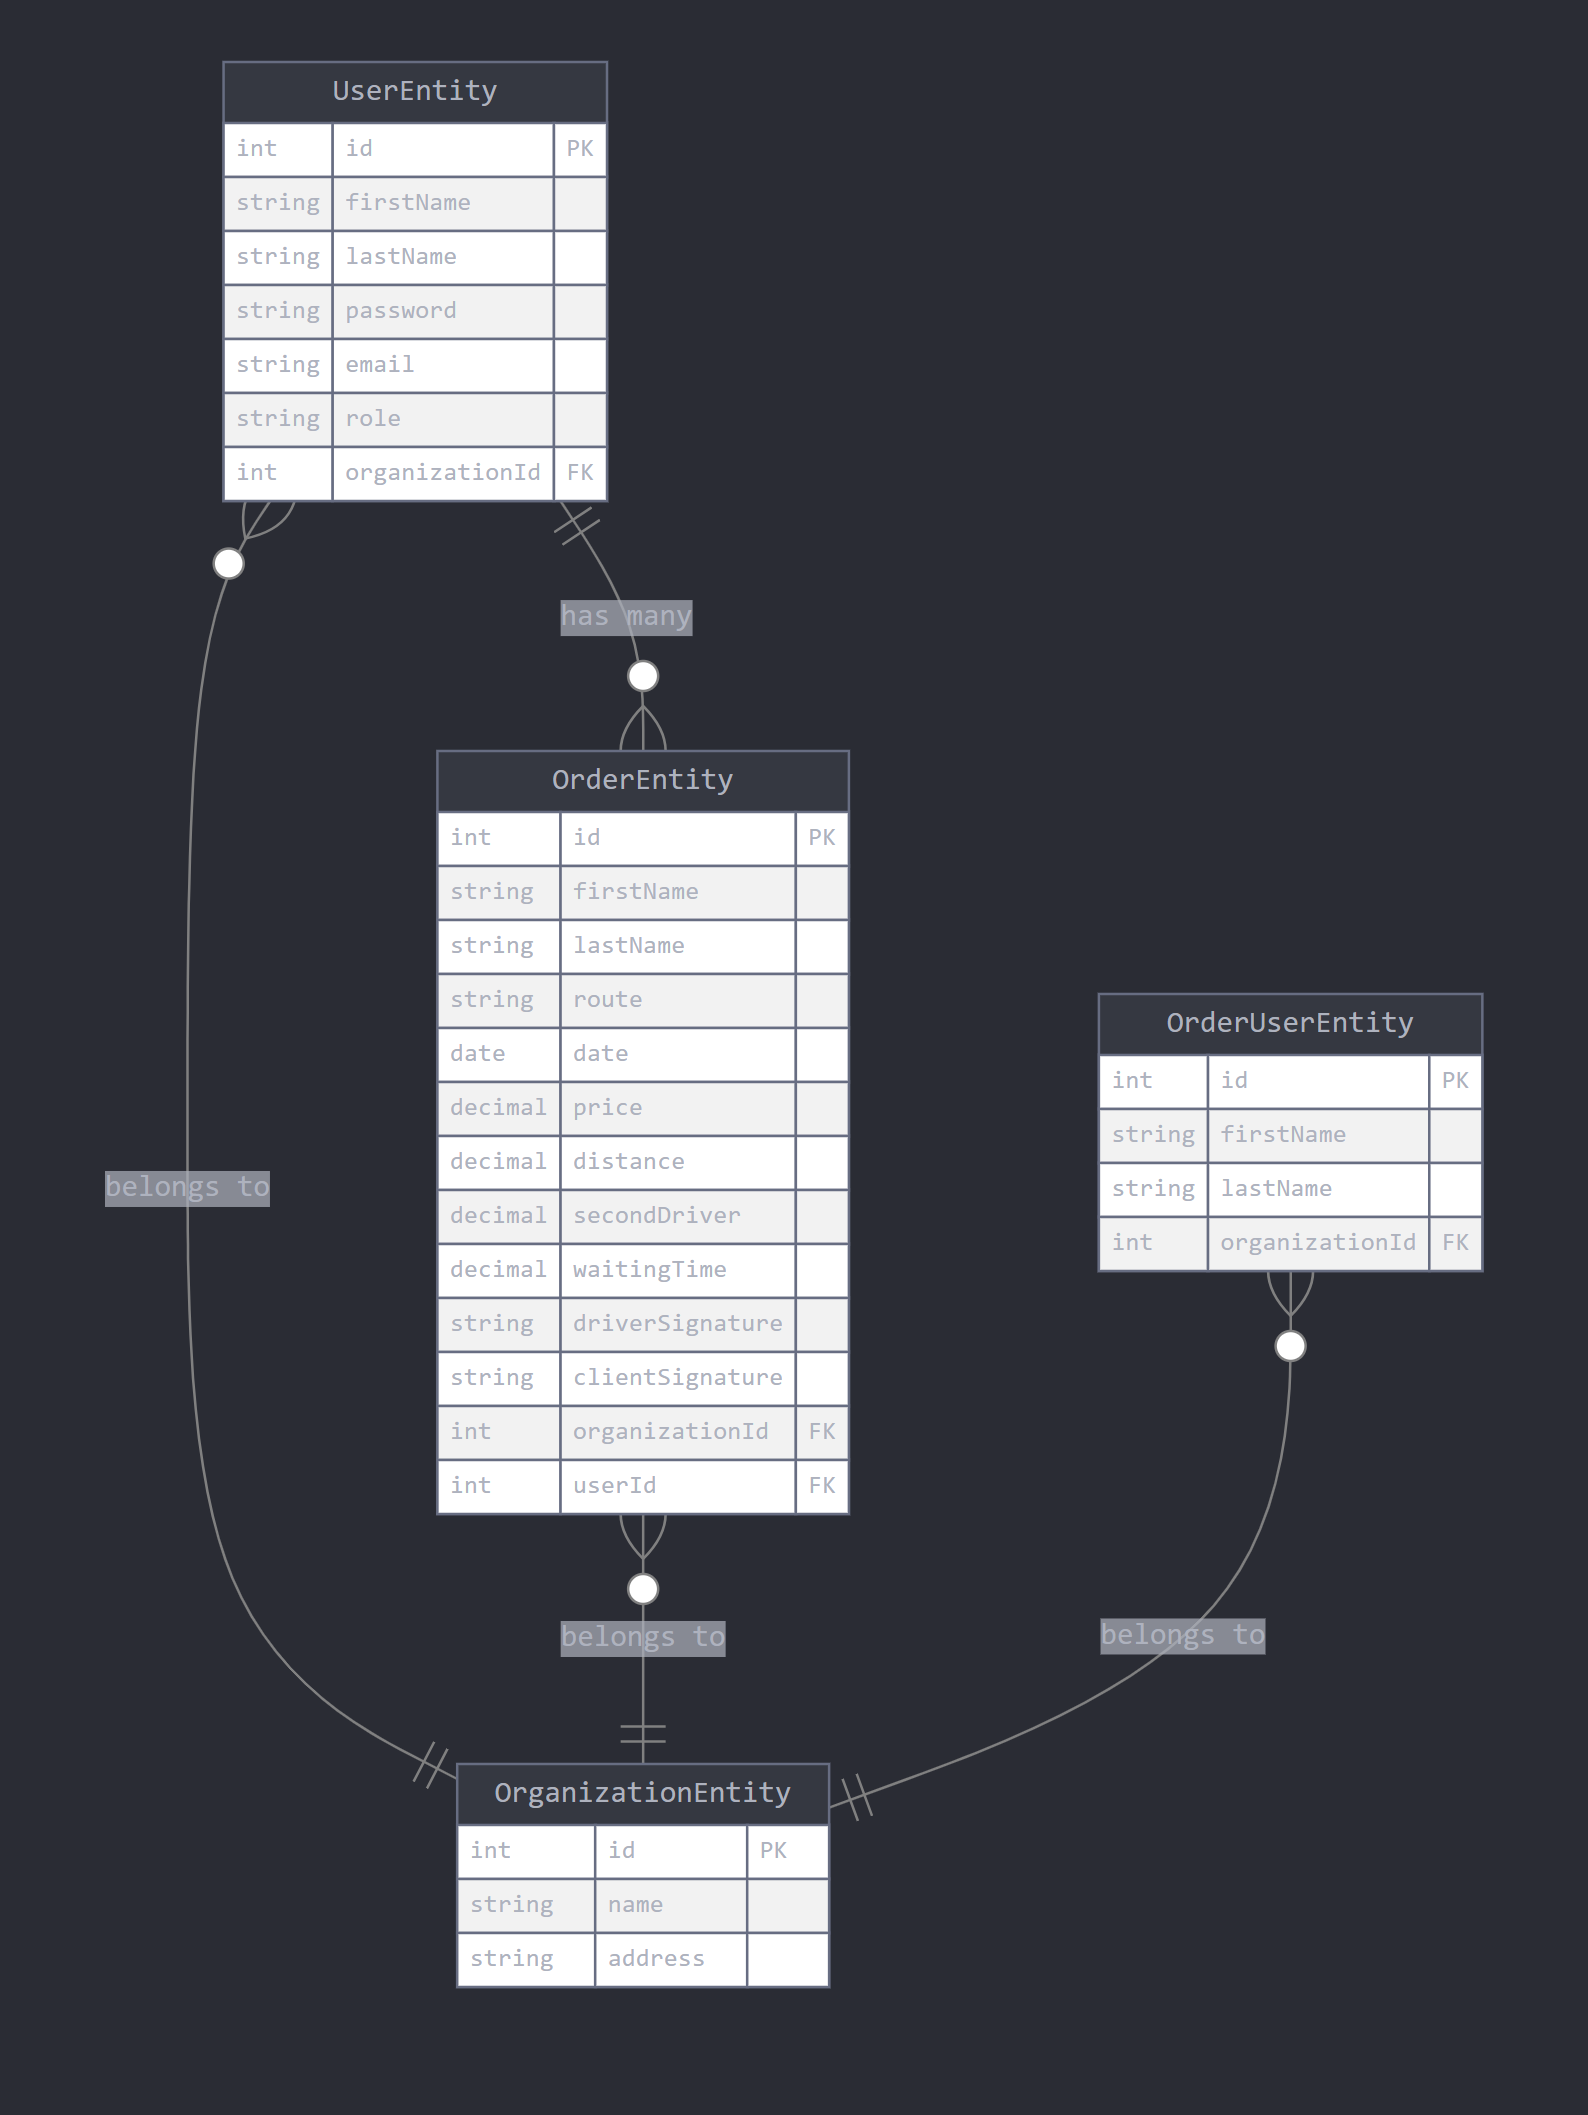 UserEntity
int id PK
string firstName
string lastName
string password
string email
string role
int organizationId FK
has many
OrderEntity
int id PK
string firstName
string lastName
string route
date date
decimal price
decimal distance
decimal secondDriver
decimal waitingTime
string driverSignature
string clientSignature
int organizationId FK
int userId FK
OrderUserEntity
int id PK
string firstName
string lastName
int organizationId FK
belongs to
belongs to
belongs to
OrganizationEntity
int id PK
string name
string address